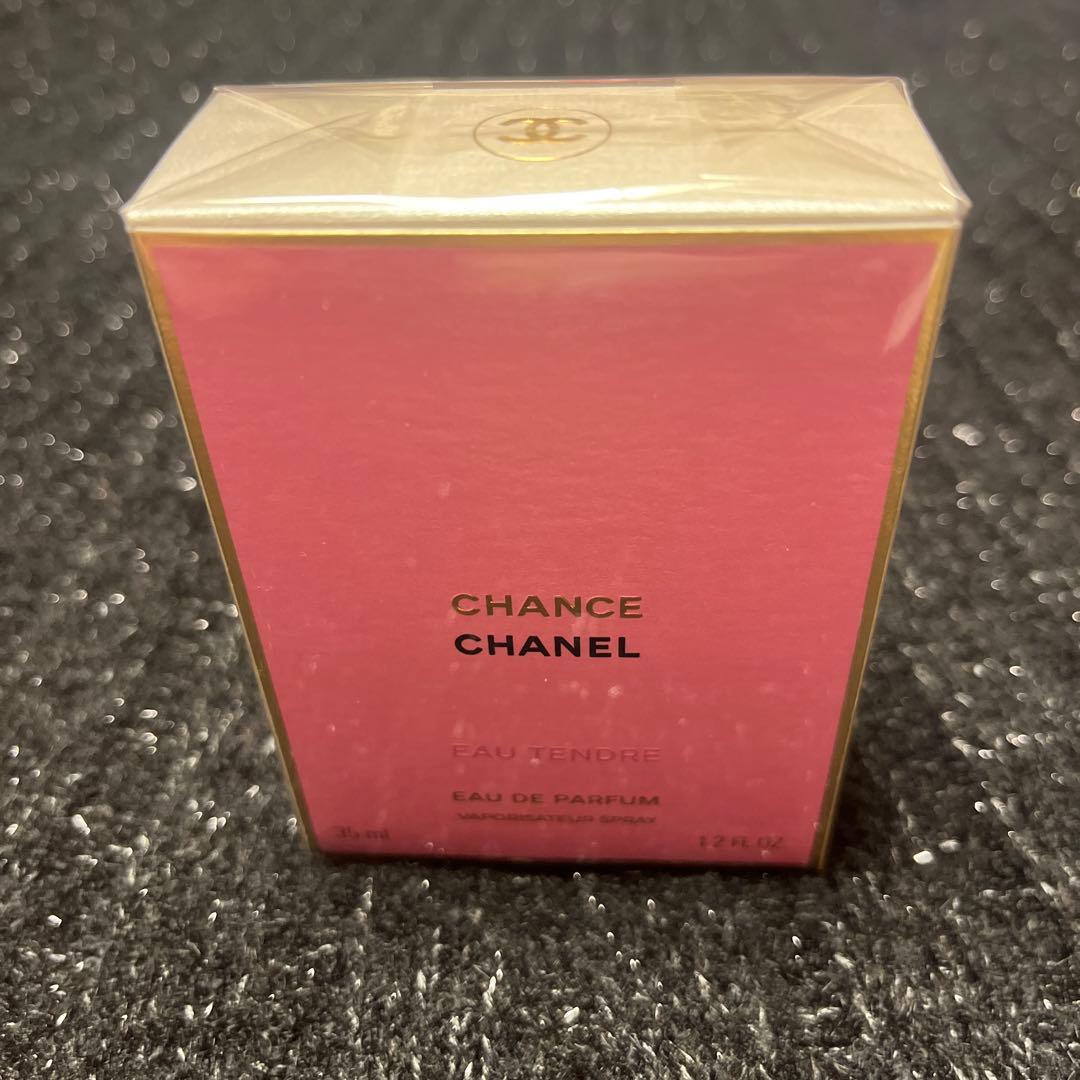 CHANCE
CHANEL
EAU TENDRE
EAU DE PARFUM
VAPORISATEUR SPRAY
35 ml
1.2 FL. OZ